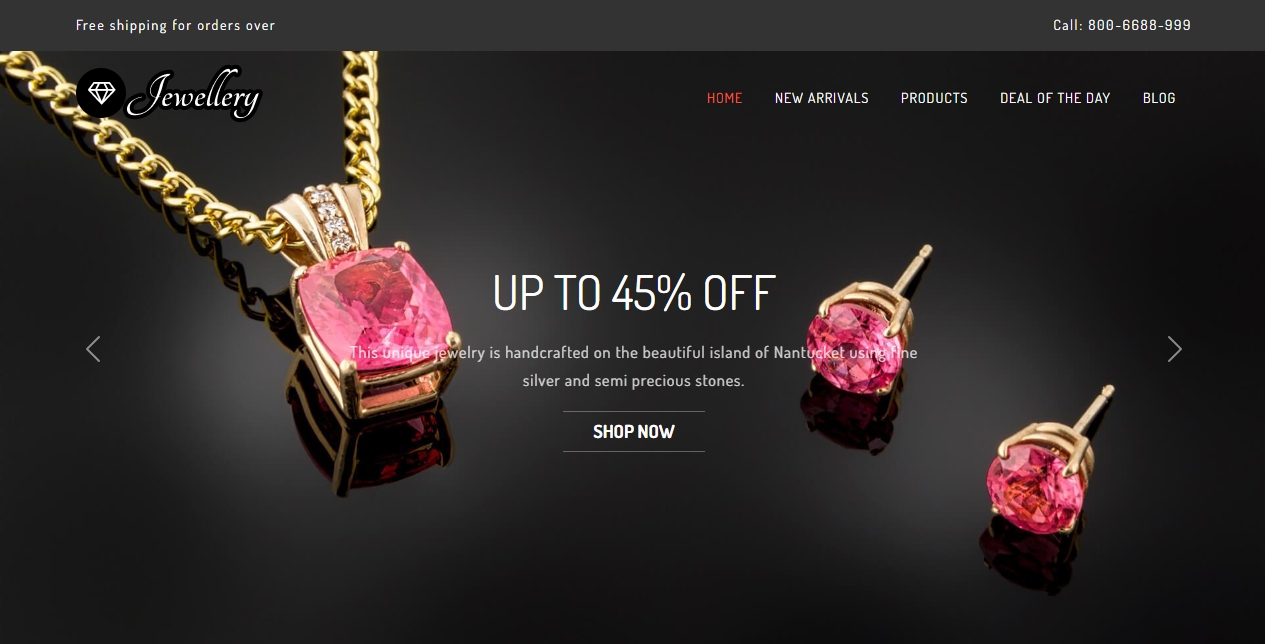 Free shipping for orders over
Call: 800-6688-999
Jewellery
HOME
NEW ARRIVALS
PRODUCTS
DEAL OF THE DAY
BLOG
UP TO 45% OFF
This unique jewelry is handcrafted on the beautiful island of Nantucket using fine
silver and semi precious stones.
SHOP NOW